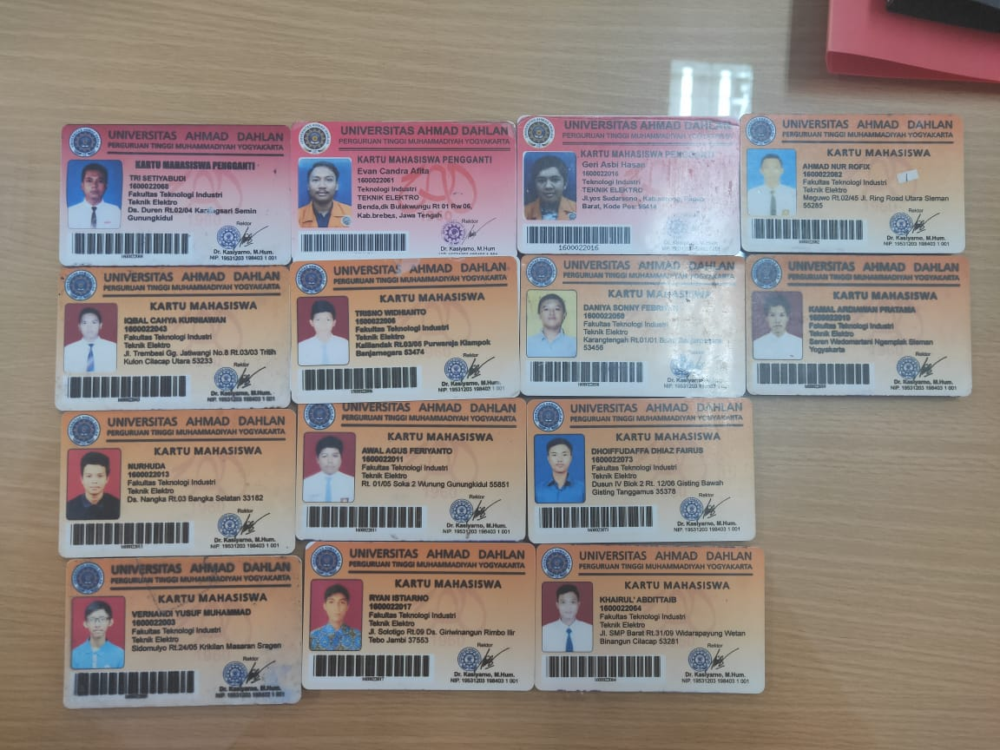 UNIVERSITAS AHMAD DAHLAN
PERGURUAN TINGGI MUHAMMADIYAH YOGYAKARTA
KARTU MAHASISWA PENGGANTI
TRI SETIYABUDI
1600022068
Fakultas Teknologi Industri
Teknik Elektro
Ds. Duren Rt.02/04 Karangsari Semin
Gunungkidul
Rektor
Dr. Kasiyarno, M.Hum.
NIP. 19531203 198403 1 001
UNIVERSITAS AHMAD DAHLAN
PERGURUAN TINGGI MUHAMMADIYAH YOGYAKARTA
KARTU MAHASISWA PENGGANTI
Evan Candra Afita
1600022061
Teknologi Industri
TEKNIK ELEKTRO
Benda,dk Bulakwungu Rt 01 Rw 06,
Kab.brebes, Jawa Tengah
Rektor
Dr. Kasiyarno, M.Hum.
UNIVERSITAS AHMAD DAHLAN
PERGURUAN TINGGI MUHAMMADIYAH
KARTU MAHASISWA PENGGANTI
Geri Asbi Hasan
1600022016
Teknologi Industri
TEKNIK ELEKTRO
Jl.yos Sudarsono, Kab.
Barat, Kode Pos:
1600022016
UNIVERSITAS AHMAD DAHLAN
PERGURUAN TINGGI MUHAMMADIYAH YOGYAKARTA
KARTU MAHASISWA
AHMAD NUR ROFIX
1600022082
Fakultas Teknologi Industri
Teknik Elektro
Meguwo Rt.02/45 Jl. Ring Road Utara Sleman
55285
Rektor
Dr. Kasiyarno, M.Hum.
NIP. 19531203 198403 1 001
UNIVERSITAS AHMAD DAHLAN
PERGURUAN TINGGI MUHAMMADIYAH YOGYAKARTA
KARTU MAHASISWA
IQBAL CAHYA KURNIAWAN
1600022043
Fakultas Teknologi Industri
Teknik Elektro
Jl. Trembesi Gg. Jatiwangi No.8 Rt.03/03 Tritih
Kulon Cilacap Utara 53233
Rektor
Dr. Kasiyarno, M.Hum.
NIP. 19531203 198403 1 001
UNIVERSITAS AHMAD DAHLAN
PERGURUAN TINGGI MUHAMMADIYAH YOGYAKARTA
KARTU MAHASISWA
TRISNO WIDHIANTO
1600022006
Fakultas Teknologi Industri
Teknik Elektro
Kalilandak Rt.03/05 Purwareja Klampok
Banjarnegara 53474
Rektor
Dr. Kasiyarno, M.Hum.
NIP. 19531203 198403 1 001
UNIVERSITAS AHMAD DAHLAN
PERGURUAN TINGGI MUHAMMADIYAH YOGYAKARTA
KARTU MAHASISWA
DANIYA SONNY
1600022050
Fakultas Teknologi Industri
Teknik Elektro
Karangtengah Rt.01/01
53456
Dr. Kasiyarno, M.Hum.
NIP. 19531203 198403 1 001
UNIVERSITAS AHMAD DAHLAN
PERGURUAN TINGGI MUHAMMADIYAH YOGYAKARTA
KARTU MAHASISWA
KAMAL ARDIAWAN PRATAMA
1600022019
Fakultas Teknologi Industri
Teknik Elektro
Saren Wedomartani Ngemplak Sleman
Yogyakarta
Rektor
Dr. Kasiyarno, M.Hum.
NIP. 19531203 198403 1 001
UNIVERSITAS AHMAD DAHLAN
PERGURUAN TINGGI MUHAMMADIYAH YOGYAKARTA
KARTU MAHASISWA
NURHUDA
1600022013
Fakultas Teknologi Industri
Teknik Elektro
Ds. Nangka Rt.03 Bangka Selatan 33182
Rektor
Dr. Kasiyarno, M.Hum.
NIP. 19531203 198403 1 001
UNIVERSITAS AHMAD DAHLAN
PERGURUAN TINGGI MUHAMMADIYAH YOGYAKARTA
KARTU MAHASISWA
AWAL AGUS FERIYANTO
1600022011
Fakultas Teknologi Industri
Teknik Elektro
Rt. 01/05 Soka 2 Wunung Gunungkidul 55851
Rektor
Dr. Kasiyarno, M.Hum.
NIP. 19531203 198403 1 001
UNIVERSITAS AHMAD DAHLAN
PERGURUAN TINGGI MUHAMMADIYAH YOGYAKARTA
KARTU MAHASISWA
DHOIFFUDAFFA DHIAZ FAIRUS
1600022073
Fakultas Teknologi Industri
Teknik Elektro
Dusun IV Blok 2 Rt. 12/06 Gisting Bawah
Gisting Tanggamus 35378
Rektor
Dr. Kasiyarno, M.Hum.
NIP. 19531203 198403 1 001
UNIVERSITAS AHMAD DAHLAN
PERGURUAN TINGGI MUHAMMADIYAH YOGYAKARTA
KARTU MAHASISWA
VERNANDI YUSUF MUHAMMAD
1600022003
Fakultas Teknologi Industri
Teknik Elektro
Sidomulyo Rt.24/05 Krikilan Masaran Sragen
Rektor
Dr. Kasiyarno, M.Hum.
NIP. 19531203 198403 1 001
UNIVERSITAS AHMAD DAHLAN
PERGURUAN TINGGI MUHAMMADIYAH YOGYAKARTA
KARTU MAHASISWA
RYAN ISTIARNO
1600022017
Fakultas Teknologi Industri
Teknik Elektro
Jl. Solotigo Rt.09 Ds. Giriwinangun Rimbo Ilir
Tebo Jambi 37553
Rektor
Dr. Kasiyarno, M.Hum.
NIP. 19531203 198403 1 001
UNIVERSITAS AHMAD DAHLAN
PERGURUAN TINGGI MUHAMMADIYAH YOGYAKARTA
KARTU MAHASISWA
KHAIRUL' ABDITTAIB
1600022064
Fakultas Teknologi Industri
Teknik Elektro
Jl. SMP Barat Rt.31/09 Widarapayung Wetan
Binangun Cilacap 53281
Rektor
Dr. Kasiyarno, M.Hum.
NIP. 19531203 198403 1 001